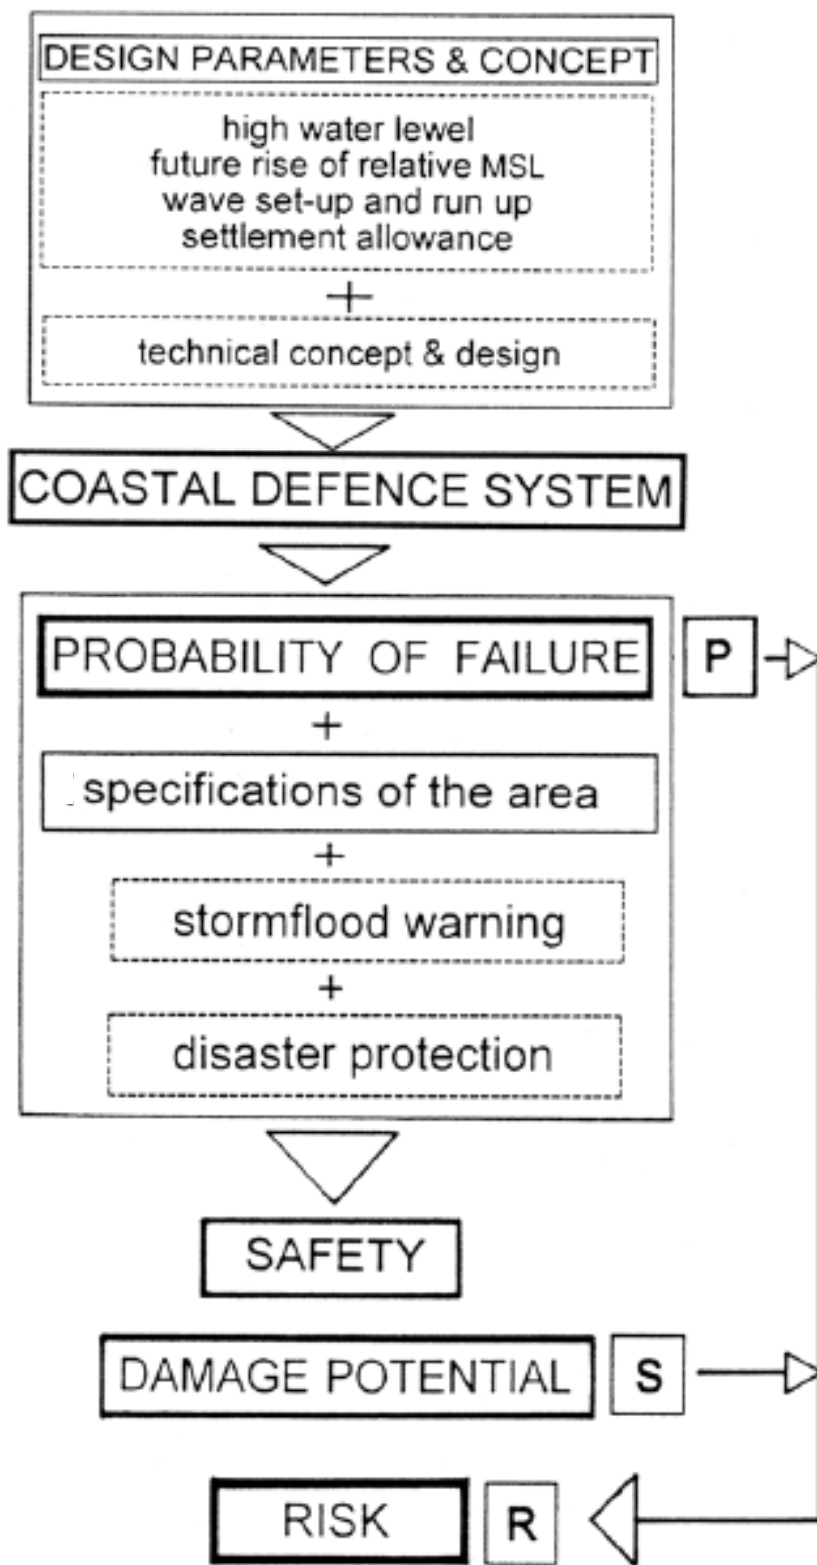 DESIGN PARAMETERS & CONCEPT
high water lewel
future rise of relative MSL
wave set-up and run up
settlement allowance
+
technical concept & design
COASTAL DEFENCE SYSTEM
PROBABILITY OF FAILURE P
+
specifications of the area
+
stormflood warning
+
disaster protection
SAFETY
DAMAGE POTENTIAL S
RISK R